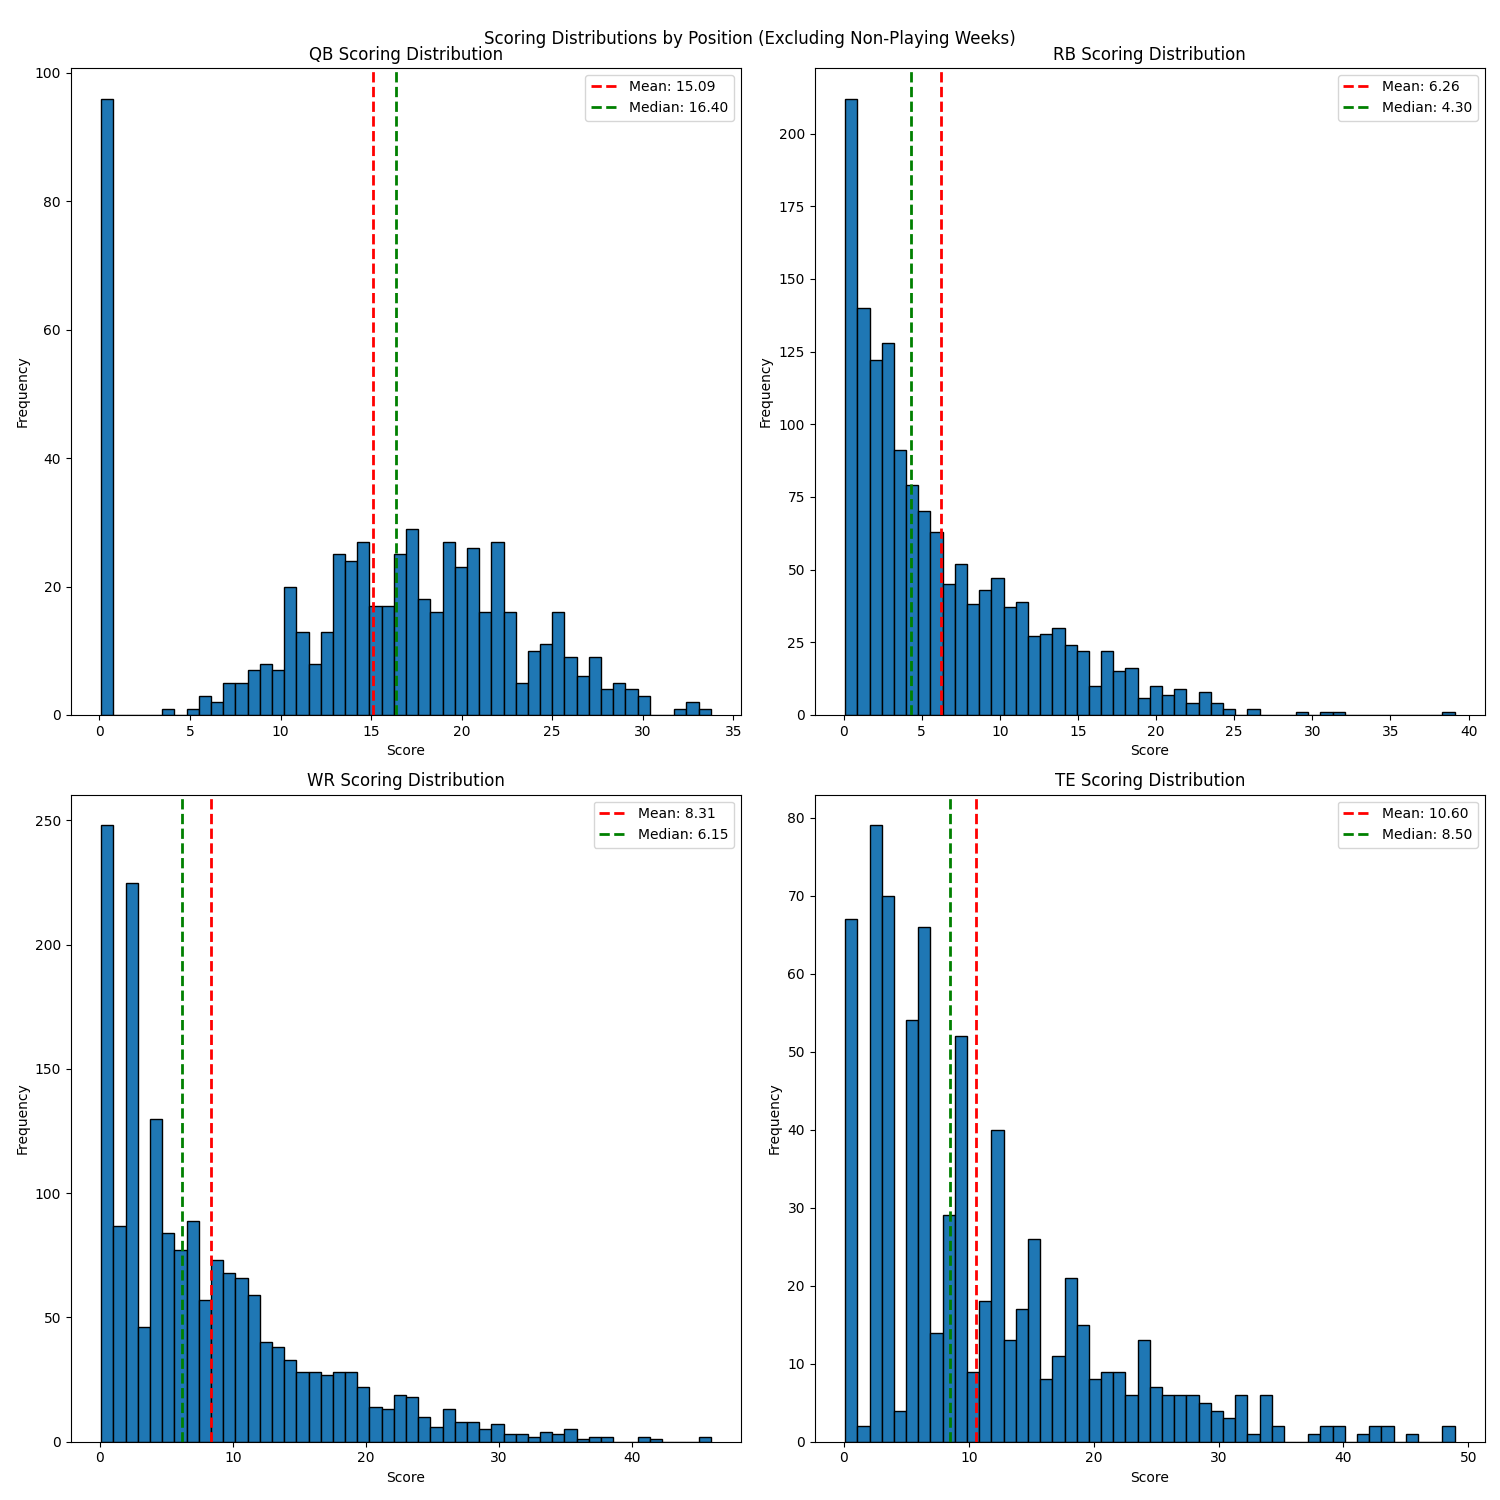 Scoring Distributions by Position (Excluding Non-Playing Weeks)
QB Scoring Distribution
Mean: 15.09
Median: 16.40
Frequency
100
80
60
40
20
0
0 5 10 15 20 25 30 35
Score
RB Scoring Distribution
Mean: 6.26
Median: 4.30
Frequency
200
175
150
125
100
75
50
25
0
0 5 10 15 20 25 30 35 40
Score
WR Scoring Distribution
Mean: 8.31
Median: 6.15
Frequency
250
200
150
100
50
0
0 10 20 30 40
Score
TE Scoring Distribution
Mean: 10.60
Median: 8.50
Frequency
80
70
60
50
40
30
20
10
0
0 10 20 30 40 50
Score